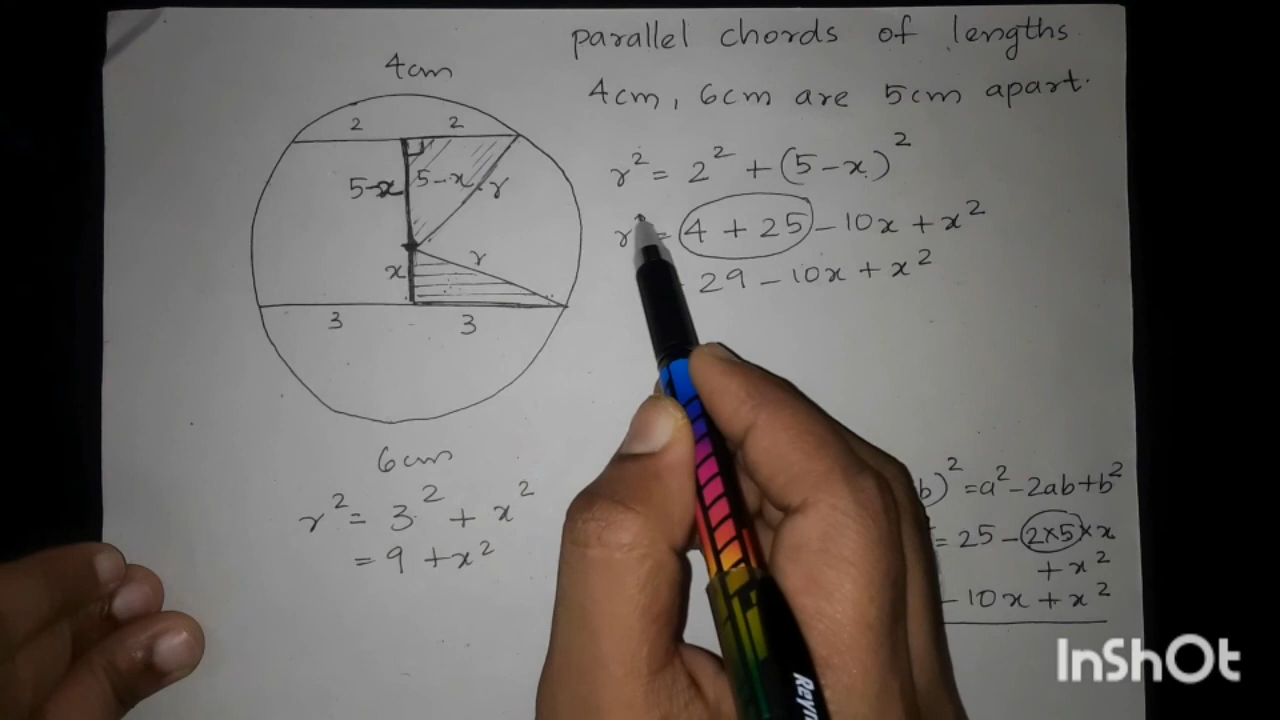 parallel chords of lengths
4cm, 6cm are 5cm apart.
4cm
2 2
5-x 5-x r
x r
3 3
6cm
r² = 3² + x²
= 9 + x²
r² = 2² + (5-x)²
= 4 + 25 - 10x + x²
29 - 10x + x²
b)² = a² - 2ab + b²
= 25 - 2×5×x
+ x²
- 10x + x²
InShOt